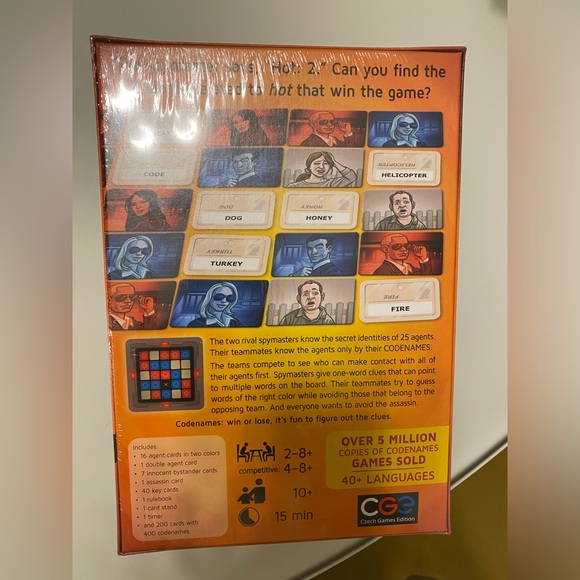 says, "Hot: 2." Can you find the
to hot that win the game?
CODE
HELICOPTER
HELICOPTER
DOG
HONEY
DOG
HONEY
TURKEY
TURKEY
FIRE
FIRE
The two rival spymasters know the secret identities of 25 agents.
Their teammates know the agents only by their CODENAMES.
The teams compete to see who can make contact with all of
their agents first. Spymasters give one-word clues that can point
to multiple words on the board. Their teammates try to guess
words of the right color while avoiding those that belong to the
opposing team. And everyone wants to avoid the assassin.
Codenames: win or lose, it's fun to figure out the clues.
Includes:
• 16 agent cards in two colors
• 1 double agent card
• 7 innocent bystander cards
• 1 assassin card
• 40 key cards
• 1 rulebook
• 1 card stand
• 1 timer
• and 200 cards with
400 codenames
2–8+
competitive: 4–8+
10+
15 min
OVER 5 MILLION
COPIES OF CODENAMES
GAMES SOLD
40+ LANGUAGES
CGE
Czech Games Edition